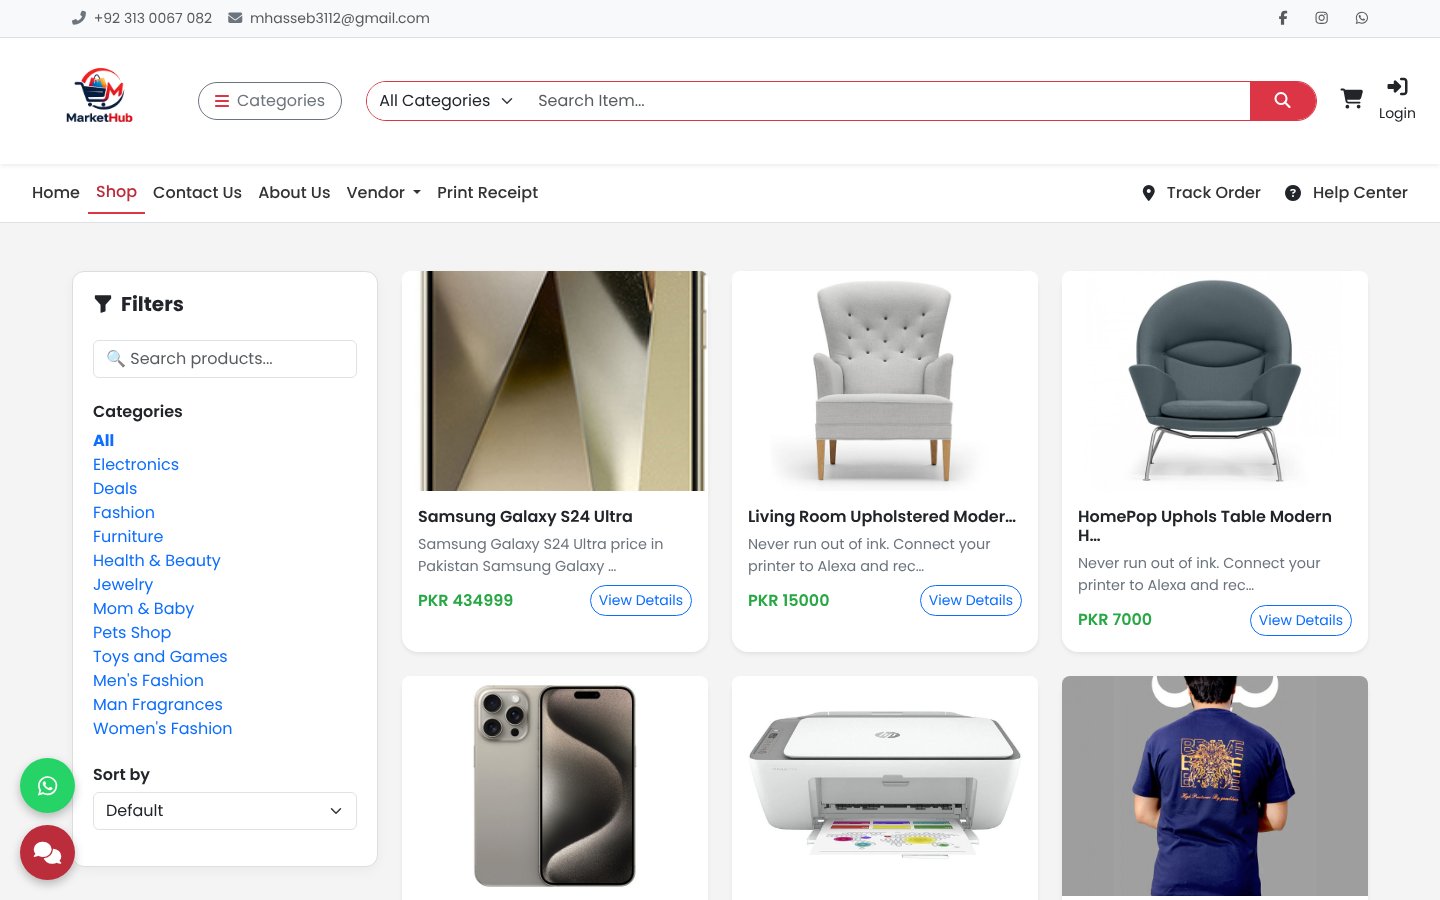 +92 313 0067 082
mhasseb3112@gmail.com
MarketHub
Categories
All Categories
Search Item...
Login
Home
Shop
Contact Us
About Us
Vendor
Print Receipt
Track Order
Help Center
Filters
🔍 Search products...
Categories
All
Electronics
Deals
Fashion
Furniture
Health & Beauty
Jewelry
Mom & Baby
Pets Shop
Toys and Games
Men's Fashion
Man Fragrances
Women's Fashion
Sort by
Default
Samsung Galaxy S24 Ultra
Samsung Galaxy S24 Ultra price in
Pakistan Samsung Galaxy ...
PKR 434999
View Details
Living Room Upholstered Moder...
Never run out of ink. Connect your
printer to Alexa and rec...
PKR 15000
View Details
HomePop Uphols Table Modern
H...
Never run out of ink. Connect your
printer to Alexa and rec...
PKR 7000
View Details
hp